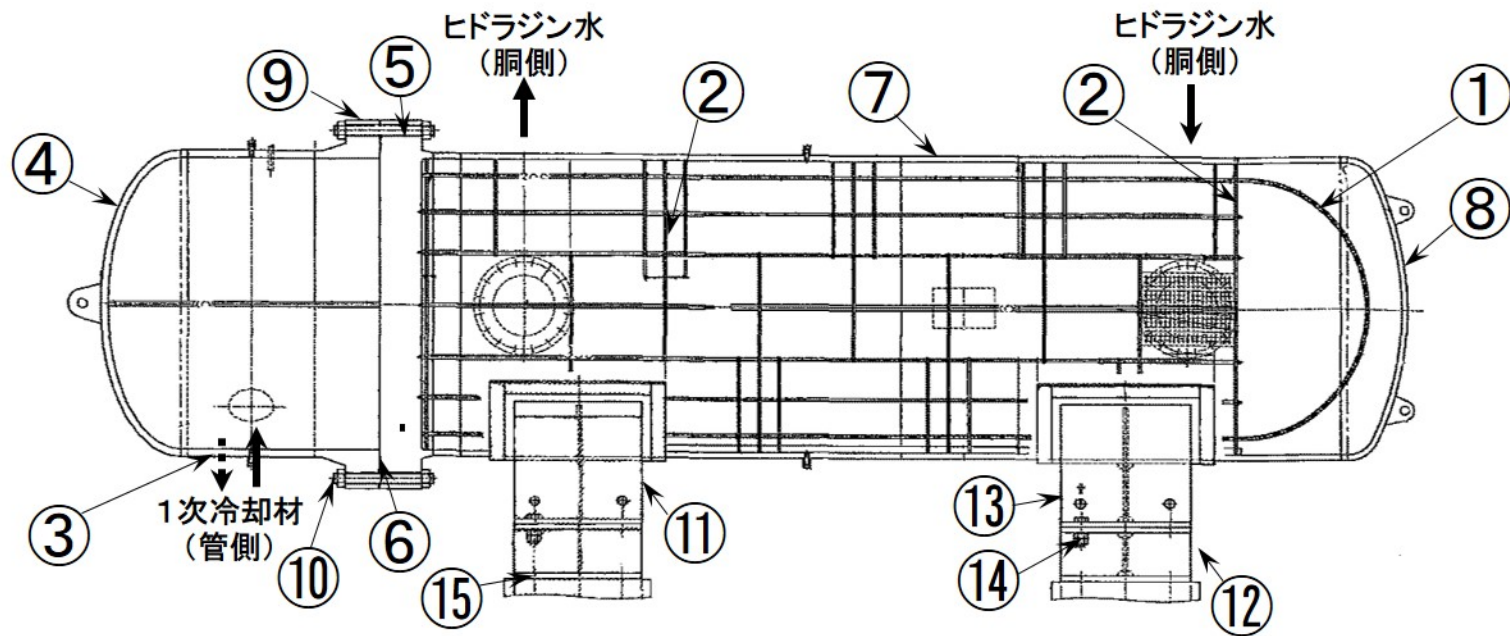 ヒドラジン水
（胴側）
ヒドラジン水
（胴側）
⑨
⑤
②
⑦
②
①
④
⑧
1次冷却材
（管側）
③
⑩
⑥
⑪
⑮
⑬
⑭
⑫